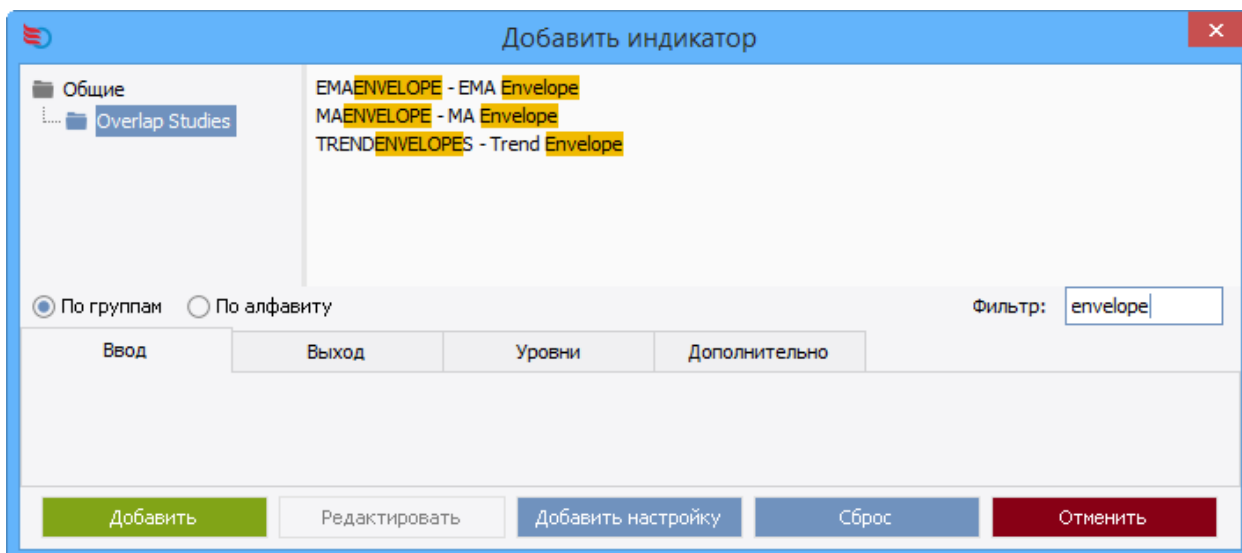 Добавить индикатор
Общие
Overlap Studies
EMAENVELOPE - EMA Envelope
MAENVELOPE - MA Envelope
TRENDENVELOPES - Trend Envelope
По группам По алфавиту Фильтр: envelope
Ввод Выход Уровни Дополнительно
Добавить Редактировать Добавить настройку Сброс Отменить